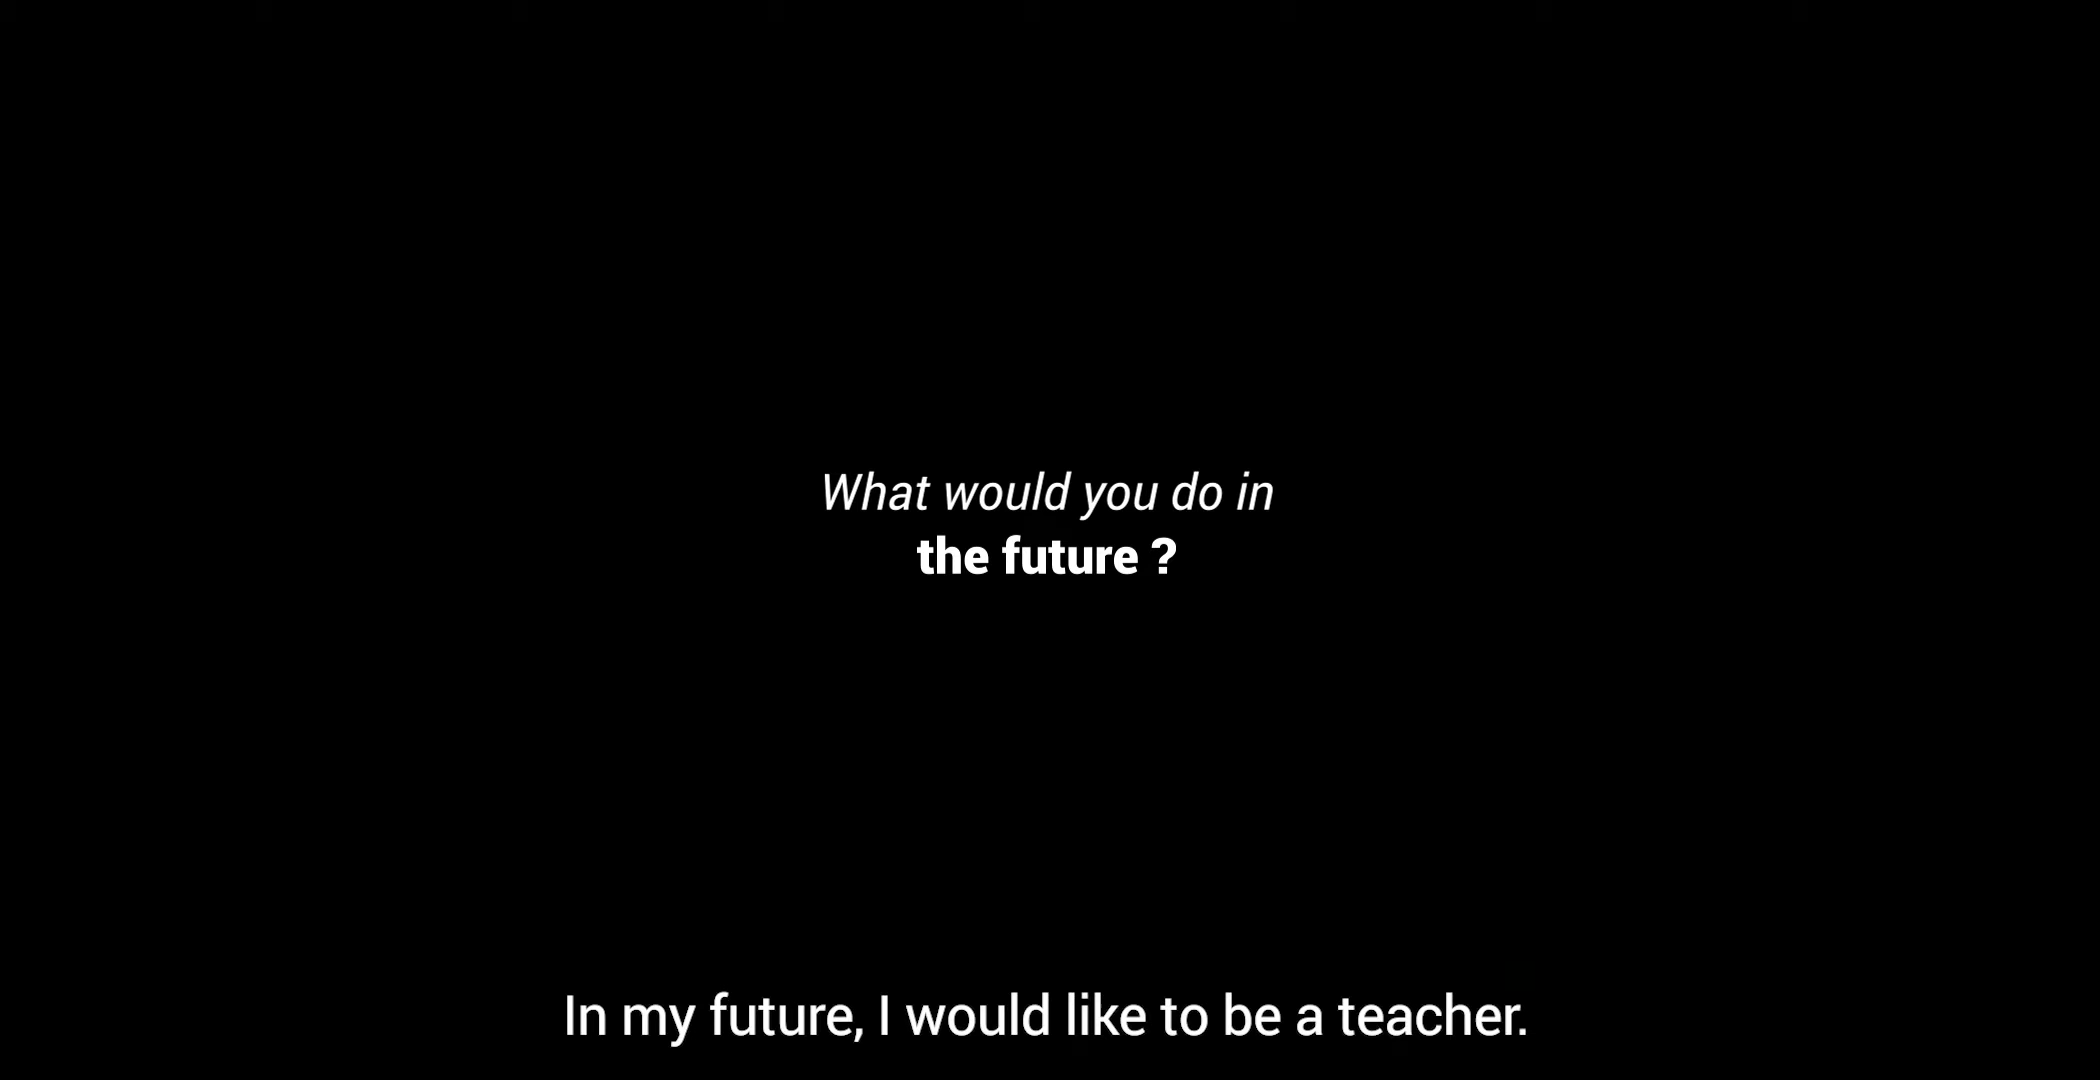 What would you do in
the future ?
In my future, I would like to be a teacher.